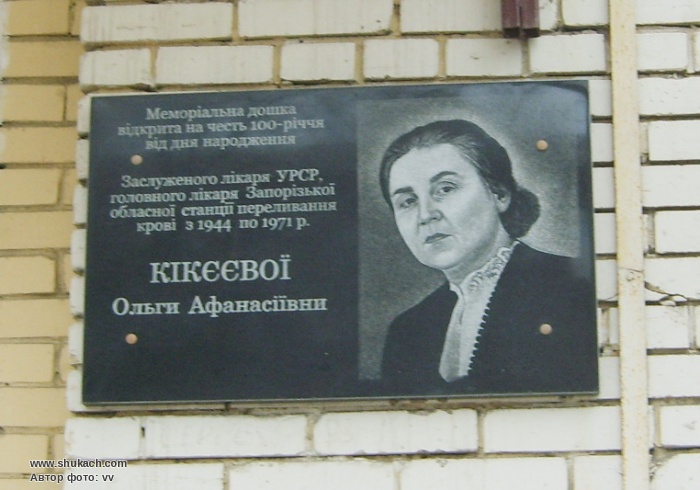 Меморіальна дошка
відкрита на честь 100-річчя
від дня народження
Заслуженого лікаря УРСР,
головного лікаря Запорізької
обласної станції переливання
крові з 1944 по 1971 р.
КІКЄЄВОЇ
Ольги Афанасіївни
www.shukach.com
Автор фото: vv